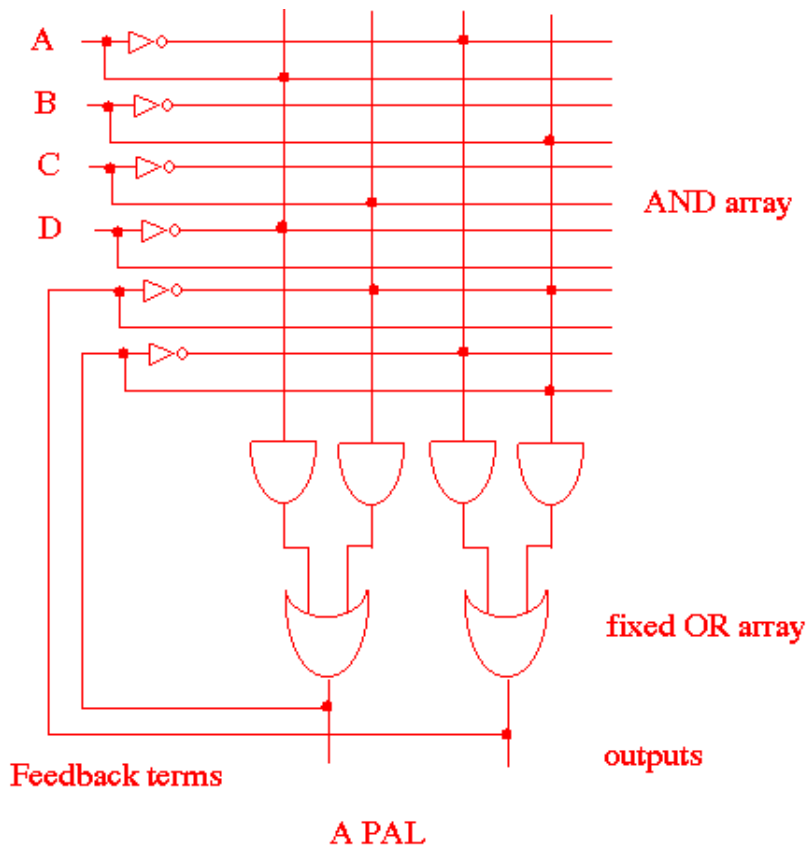 A
B
C
D
AND array
fixed OR array
outputs
Feedback terms
A PAL